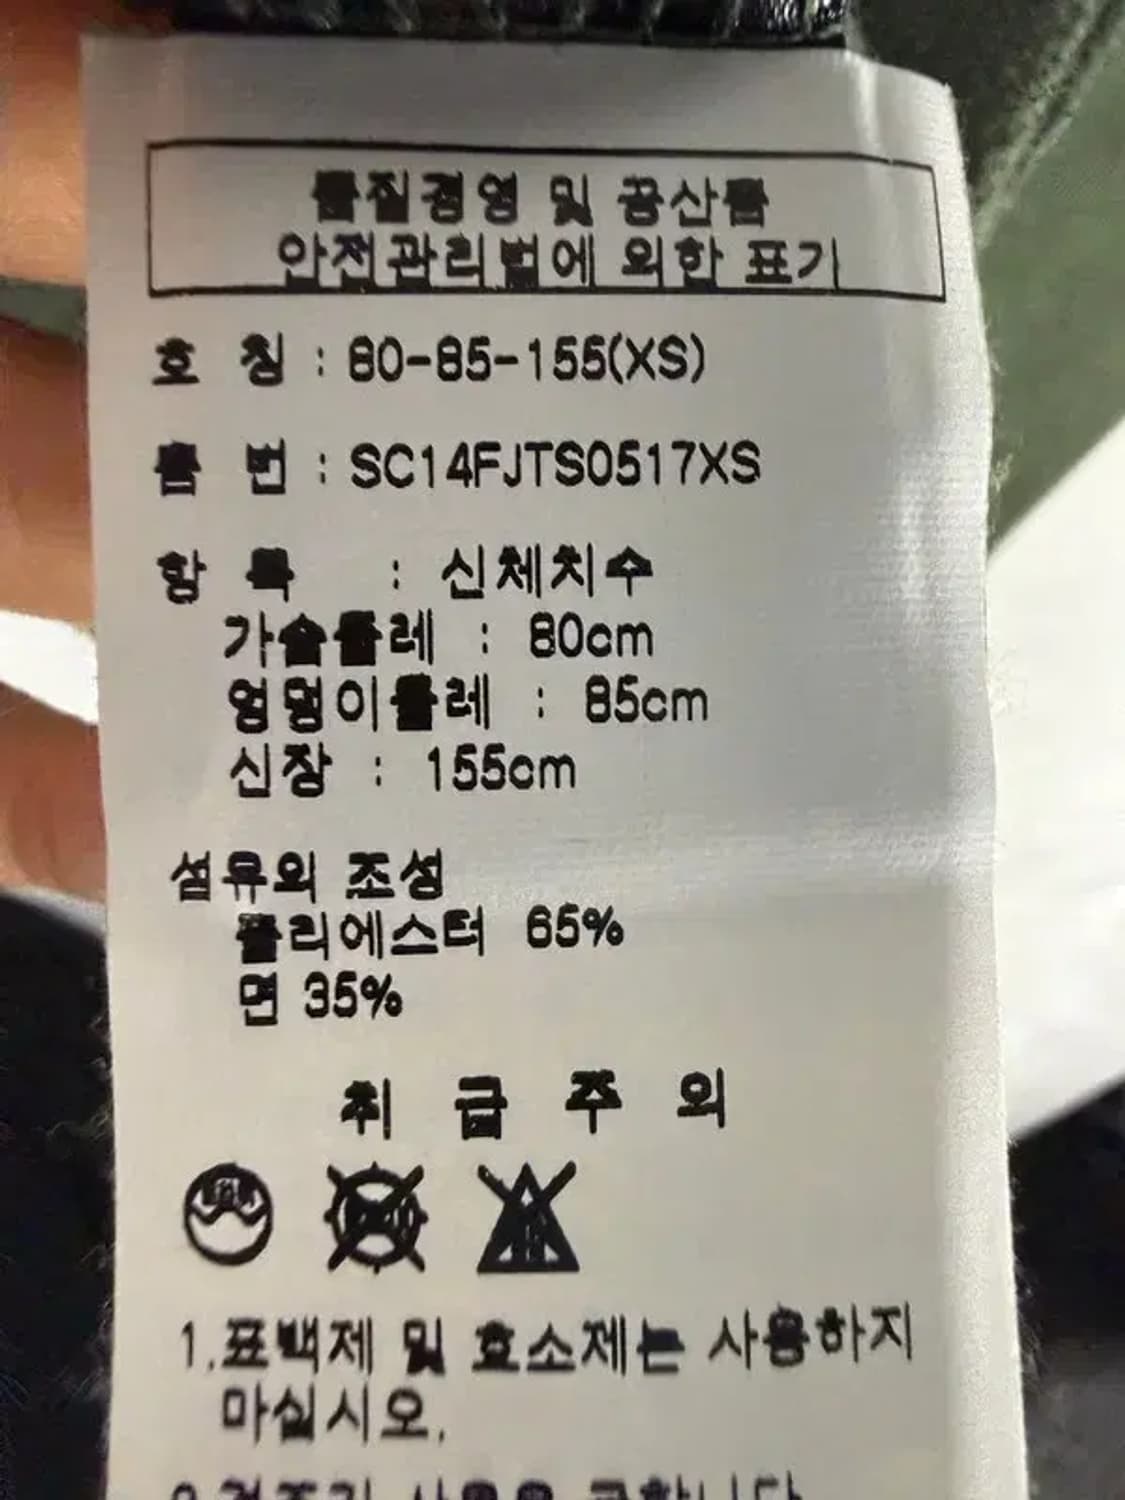 품질경영 및 공산품
안전관리법에 의한 표기
호 칭 : 80-85-155(XS)
품 번 : SC14FJTS0517XS
항 목 : 신체치수
가슴둘레 : 80cm
엉덩이둘레 : 85cm
신장 : 155cm
섬유의 조성
폴리에스터 65%
면 35%
취 급 주 의
1.표백제 및 효소제는 사용하지
마십시오.